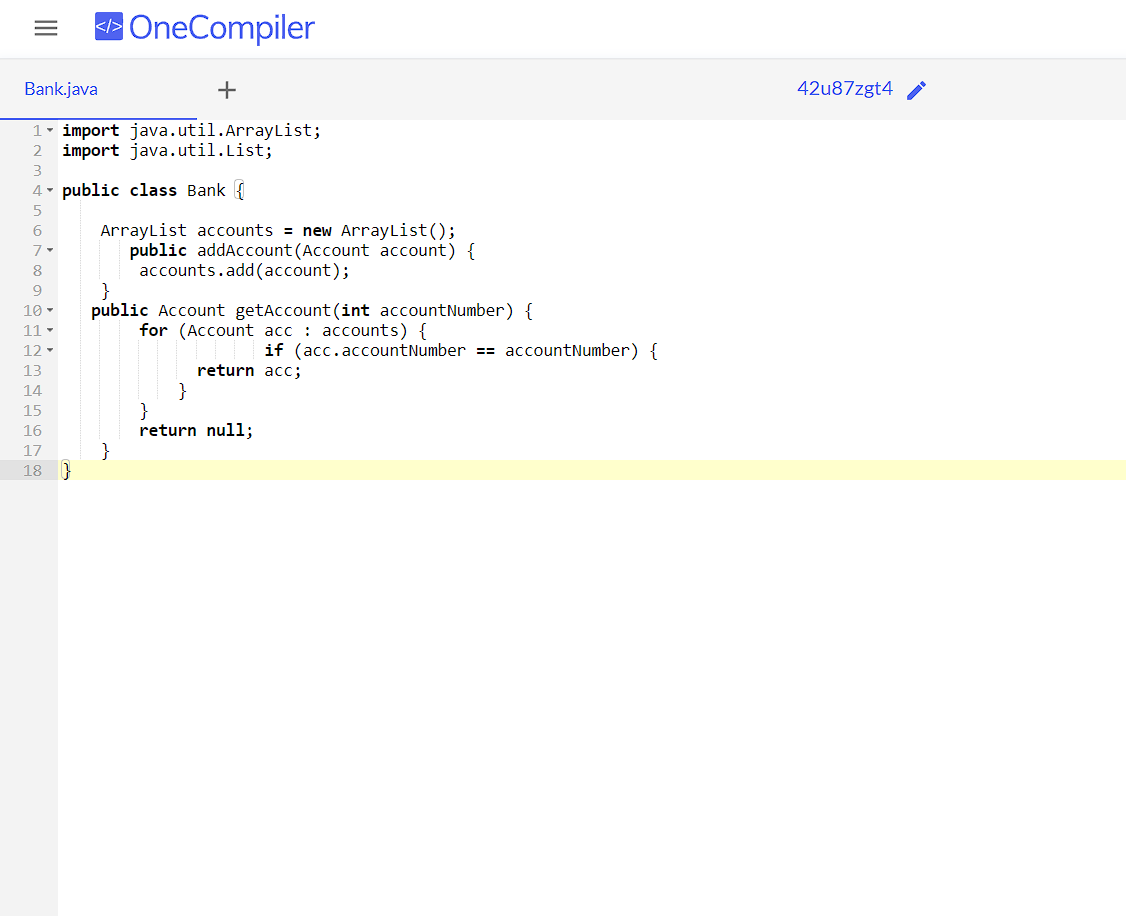 </> OneCompiler
Bank.java + 42u87zgt4
1 import java.util.ArrayList;
2 import java.util.List;
3
4 public class Bank {
5
6     ArrayList accounts = new ArrayList();
7        public addAccount(Account account) {
8         accounts.add(account);
9     }
10    public Account getAccount(int accountNumber) {
11         for (Account acc : accounts) {
12                      if (acc.accountNumber == accountNumber) {
13               return acc;
14             }
15         }
16         return null;
17     }
18 }